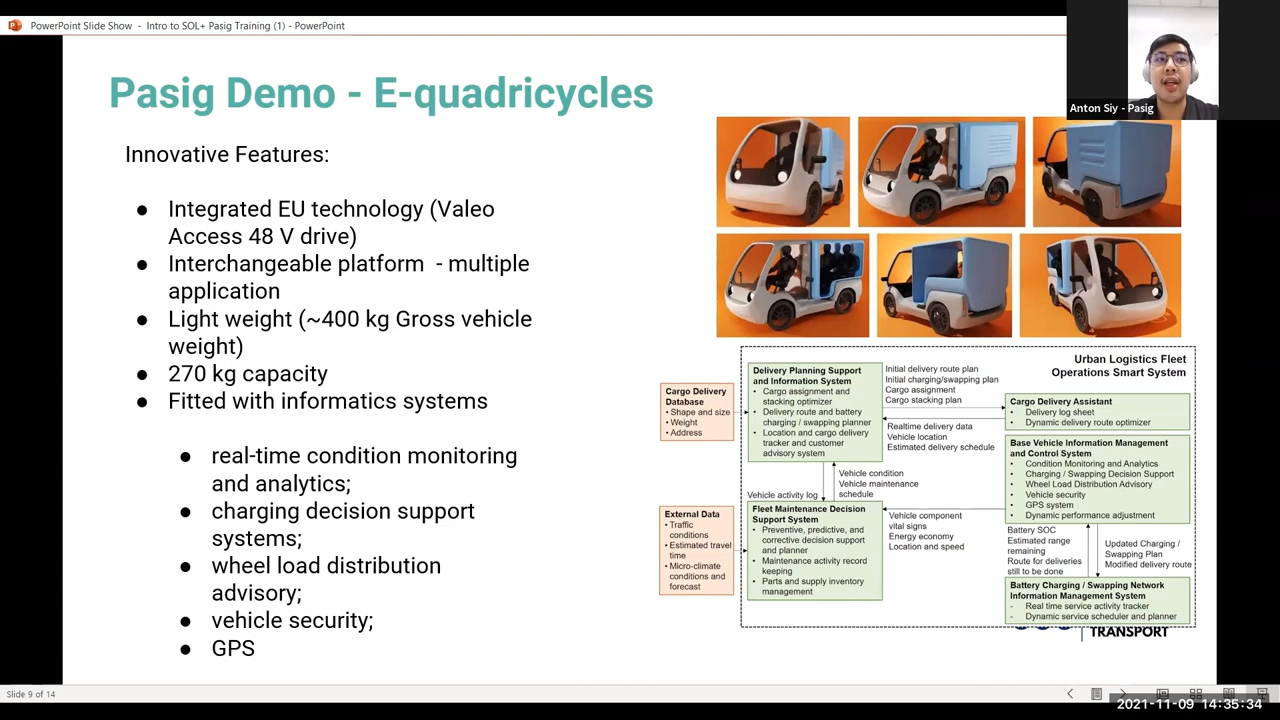 PowerPoint Slide Show - Intro to SOL+ Pasig Training (1) - PowerPoint
Anton Siy - Pasig
Pasig Demo - E-quadricycles
Innovative Features:
● Integrated EU technology (Valeo
Access 48 V drive)
● Interchangeable platform - multiple
application
● Light weight (~400 kg Gross vehicle
weight)
● 270 kg capacity
● Fitted with informatics systems
● real-time condition monitoring
and analytics;
● charging decision support
systems;
● wheel load distribution
advisory;
● vehicle security;
● GPS
Urban Logistics Fleet
Operations Smart System
Cargo Delivery
Database
• Shape and size
• Weight
• Address
External Data
• Traffic
conditions
• Estimated travel
time
• Micro-climate
conditions and
forecast
Delivery Planning Support
and Information System
• Cargo assignment and
stacking optimizer
• Delivery route and battery
charging / swapping planner
• Location and cargo delivery
tracker and customer
advisory system
Initial delivery route plan
Initial charging/swapping plan
Cargo assignment
Cargo stacking plan
Realtime delivery data
Vehicle location
Estimated delivery schedule
Cargo Delivery Assistant
• Delivery log sheet
• Dynamic delivery route optimizer
Base Vehicle Information Management
and Control System
• Condition Monitoring and Analytics
• Charging / Swapping Decision Support
• Wheel Load Distribution Advisory
• Vehicle security
• GPS system
• Dynamic performance adjustment
Vehicle condition
Vehicle maintenance
schedule
Vehicle activity log
Fleet Maintenance Decision
Support System
• Preventive, predictive, and
corrective decision support
and planner
• Maintenance activity record
keeping
• Parts and supply inventory
management
Vehicle component
vital signs
Energy economy
Location and speed
Battery SOC
Estimated range
remaining
Route for deliveries
still to be done
Updated Charging /
Swapping Plan
Modified delivery route
Battery Charging / Swapping Network
Information Management System
- Real time service activity tracker
- Dynamic service scheduler and planner
TRANSPORT
Slide 9 of 14
2021-11-09 14:35:34